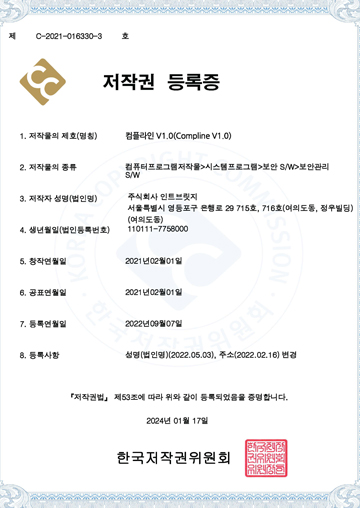 제 C-2021-016330-3 호
저작권 등록증
1. 저작물의 제호(명칭) 컴플라인 V1.0(Compline V1.0)
2. 저작물의 종류 컴퓨터프로그램저작물>시스템프로그램>보안 S/W>보안관리
S/W
3. 저작자 성명(법인명) 주식회사 인트브릿지
서울특별시 영등포구 은행로 29 715호, 716호(여의도동, 정우빌딩)
(여의도동)
4. 생년월일(법인등록번호) 110111-7758000
5. 창작연월일 2021년02월01일
6. 공표연월일 2021년02월01일
7. 등록연월일 2022년09월07일
8. 등록사항 성명(법인명)(2022.05.03), 주소(2022.02.16) 변경
『저작권법』 제53조에 따라 위와 같이 등록되었음을 증명합니다.
2024년 01월 17일
한국저작권위원회